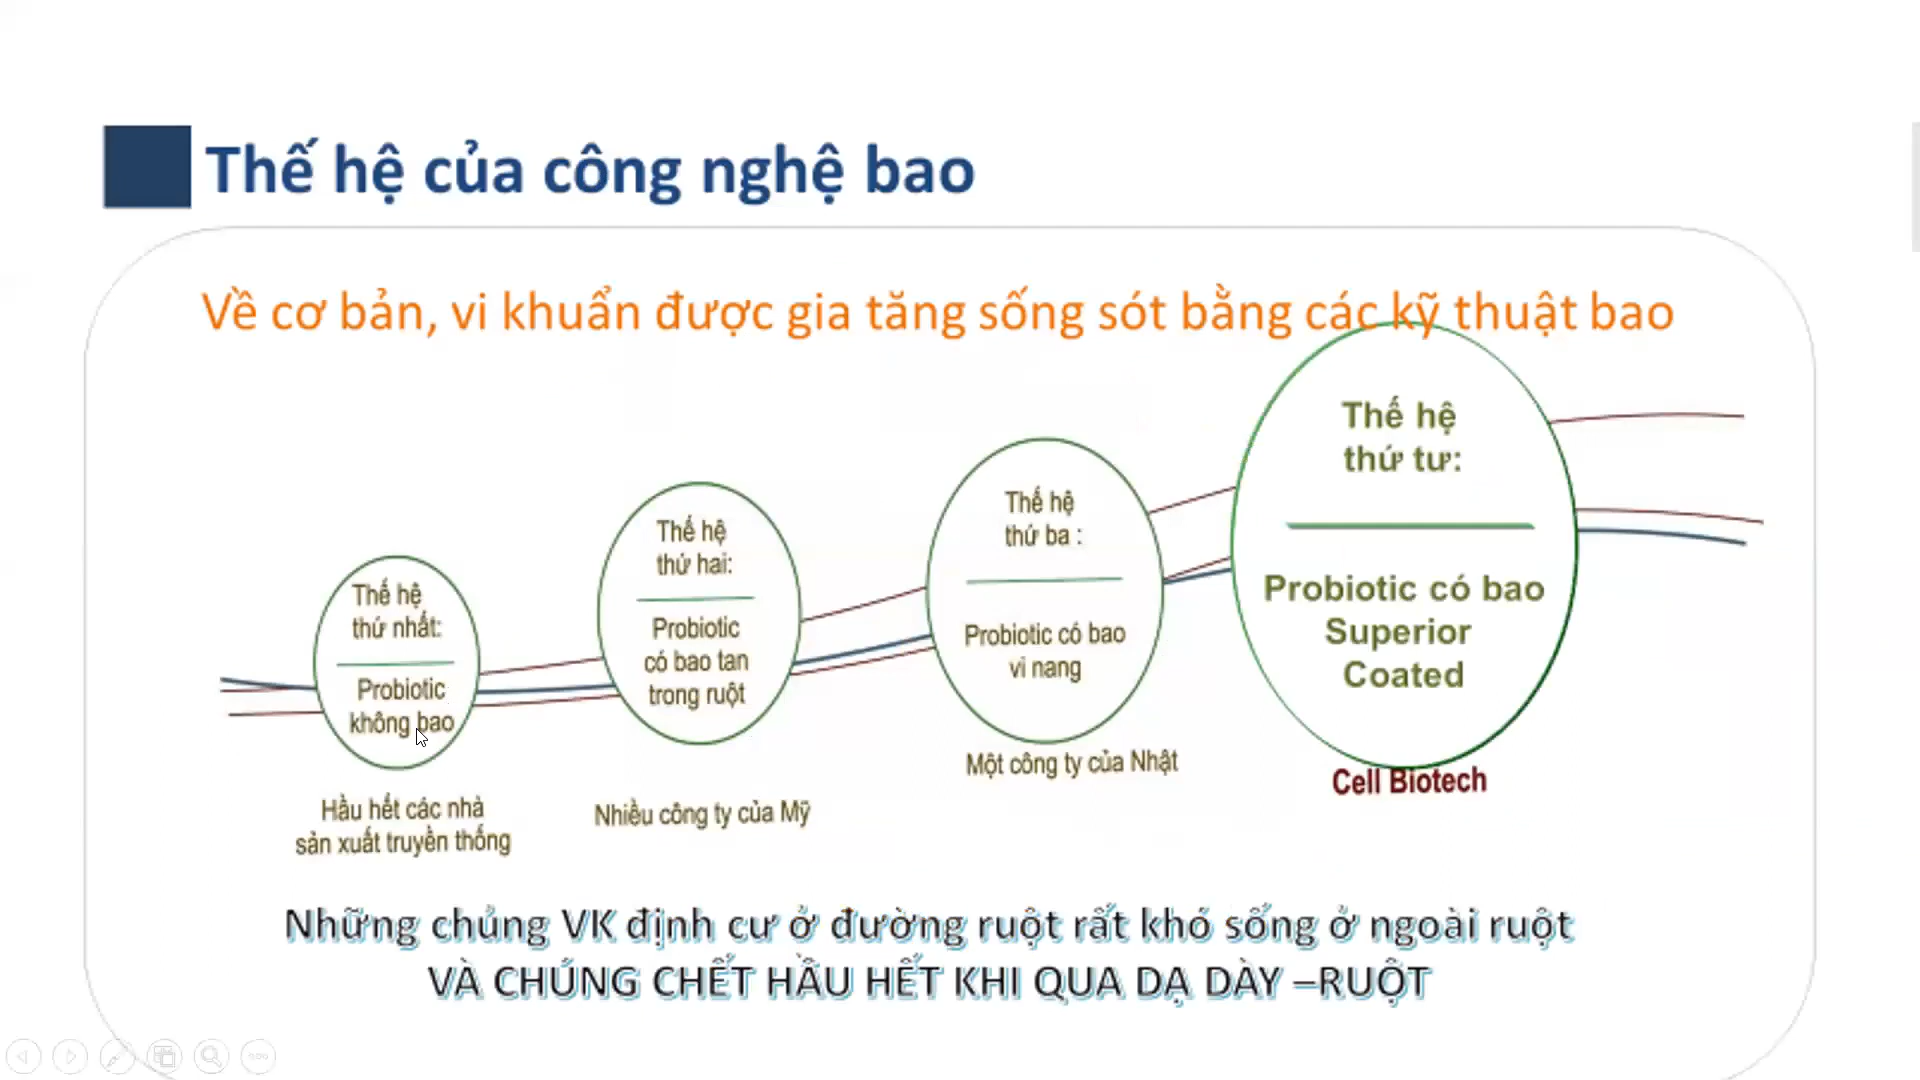 Thế hệ của công nghệ bao
Về cơ bản, vi khuẩn được gia tăng sống sót bằng các kỹ thuật bao
Thế hệ
thứ nhất:
Probiotic
không bao
Hầu hết các nhà
sản xuất truyền thống
Thế hệ
thứ hai:
Probiotic
có bao tan
trong ruột
Nhiều công ty của Mỹ
Thế hệ
thứ ba :
Probiotic có bao
vi nang
Một công ty của Nhật
Thế hệ
thứ tư:
Probiotic có bao
Superior
Coated
Cell Biotech
Những chủng VK định cư ở đường ruột rất khó sống ở ngoài ruột
VÀ CHÚNG CHẾT HẦU HẾT KHI QUA DẠ DÀY –RUỘT